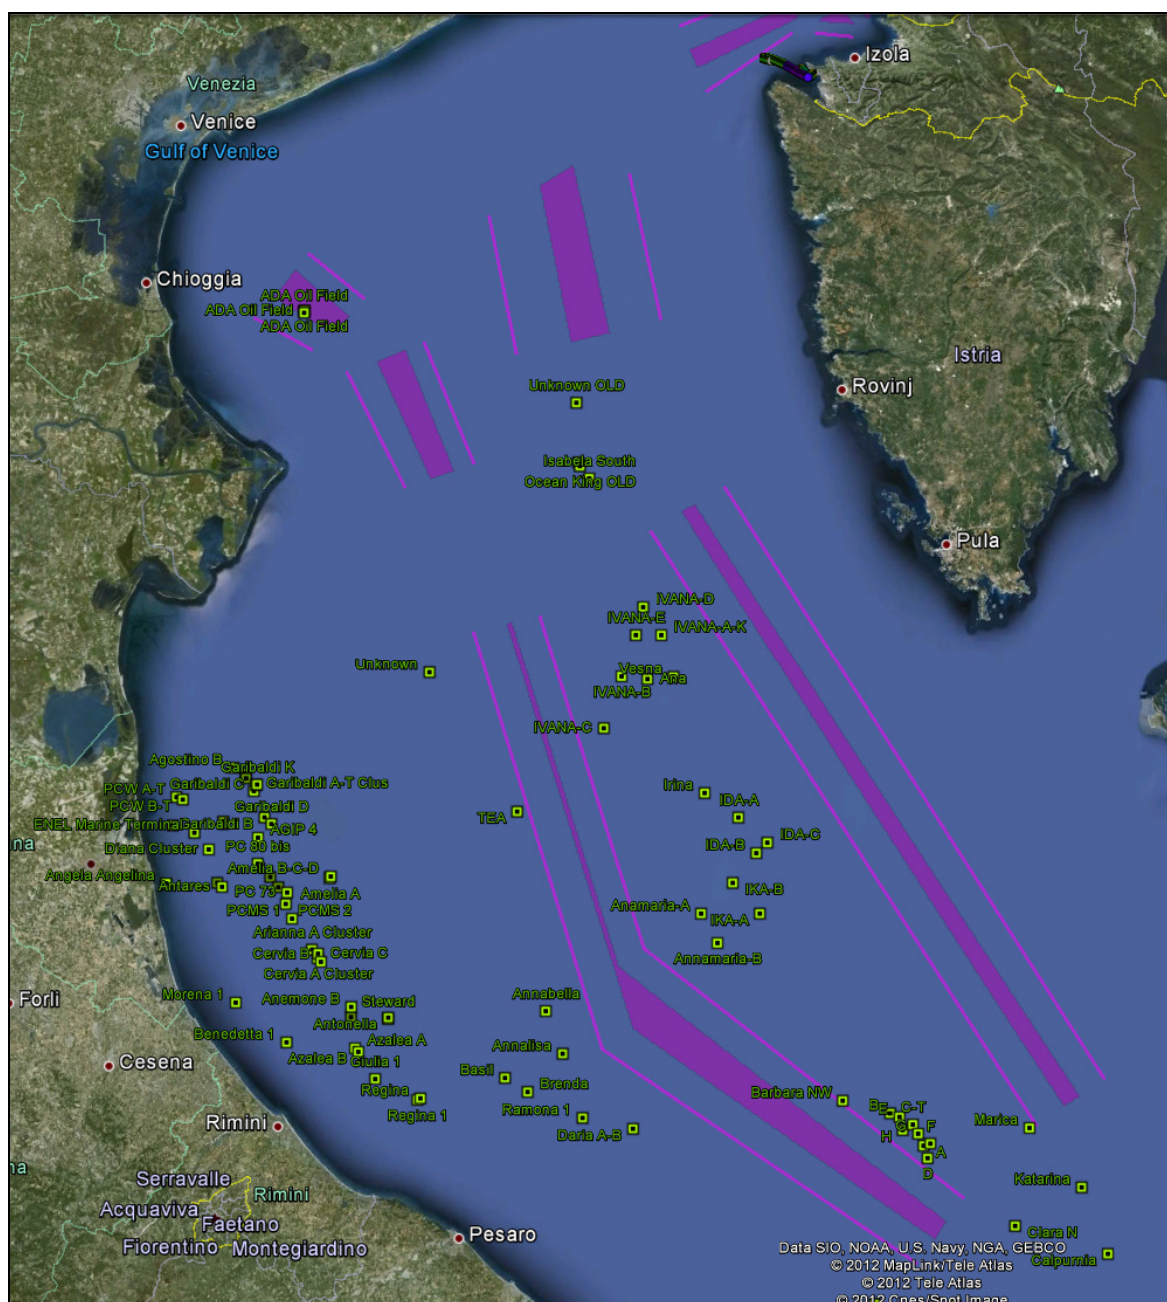 Izola
Venezia
Venice
Gulf of Venice
Chioggia
ADA Oil Field
ADA Oil Field
ADA Oil Field
Istria
Unknown OLD
Rovinj
Isabela South
Ocean King OLD
Pula
IVANA-D
IVANA-E
IVANA-A-K
Unknown
Vesna
Ana
IVANA-B
IVANA-C
Agostino B
Garibaldi K
PCW A-T
Garibaldi C
Garibaldi A-T Clus
Irina
PCW B-T
Garibaldi D
IDA-A
TEA
ENEL Marine Terminal
Garibaldi B
AGIP 4
IDA-C
na
Diana Cluster
PC 80 bis
IDA-B
Angela Angelina
Amelia B-C-D
Antares
PC 73
Amelia A
IKA-B
PCMS 1
PCMS 2
Anamaria-A
IKA-A
Arianna A Cluster
Cervia B
Cervia C
Annamaria-B
Cervia A Cluster
Forli
Morena 1
Anemone B
Steward
Annabella
Antonella
Benedetta 1
Azalea A
Azalea B
Giulia 1
Annalisa
Cesena
Regina
Basil
Brenda
Barbara NW
Regina 1
Ramona 1
B
E
C-T
Rimini
Daria A-B
H
G
F
Marica
A
D
na
Serravalle
Rimini
Katarina
Acquaviva
Faetano
Fiorentino
Montegiardino
Pesaro
Clara N
Calpurnia
Data SIO, NOAA, U.S. Navy, NGA, GEBCO
© 2012 MapLink/Tele Atlas
© 2012 Tele Atlas
© 2012 Cnes/Spot Image